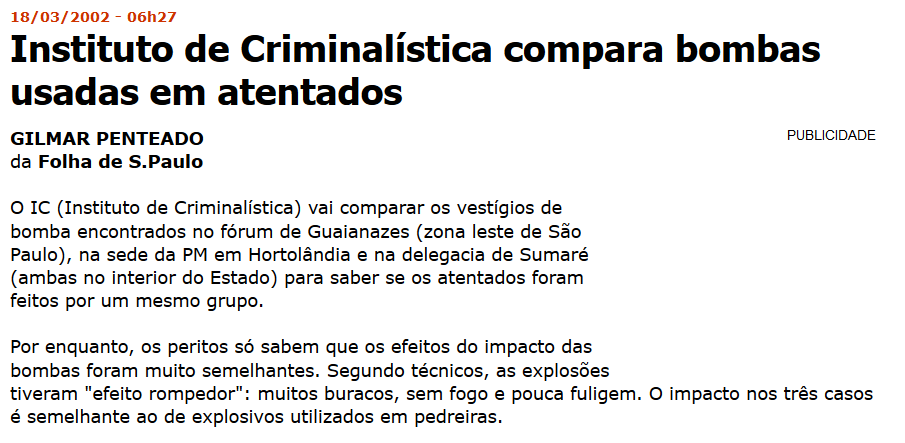 18/03/2002 - 06h27
Instituto de Criminalística compara bombas
usadas em atentados
GILMAR PENTEADO
da Folha de S.Paulo
PUBLICIDADE
O IC (Instituto de Criminalística) vai comparar os vestígios de
bomba encontrados no fórum de Guaianazes (zona leste de São
Paulo), na sede da PM em Hortolândia e na delegacia de Sumaré
(ambas no interior do Estado) para saber se os atentados foram
feitos por um mesmo grupo.
Por enquanto, os peritos só sabem que os efeitos do impacto das
bombas foram muito semelhantes. Segundo técnicos, as explosões
tiveram "efeito rompedor": muitos buracos, sem fogo e pouca fuligem. O impacto nos três casos
é semelhante ao de explosivos utilizados em pedreiras.